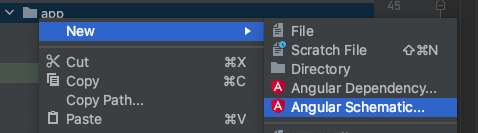 app
45
New
File
Scratch File ⇧⌘N
Cut ⌘X
Directory
Copy ⌘C
Angular Dependency...
Copy Path...
Angular Schematic...
Paste ⌘V